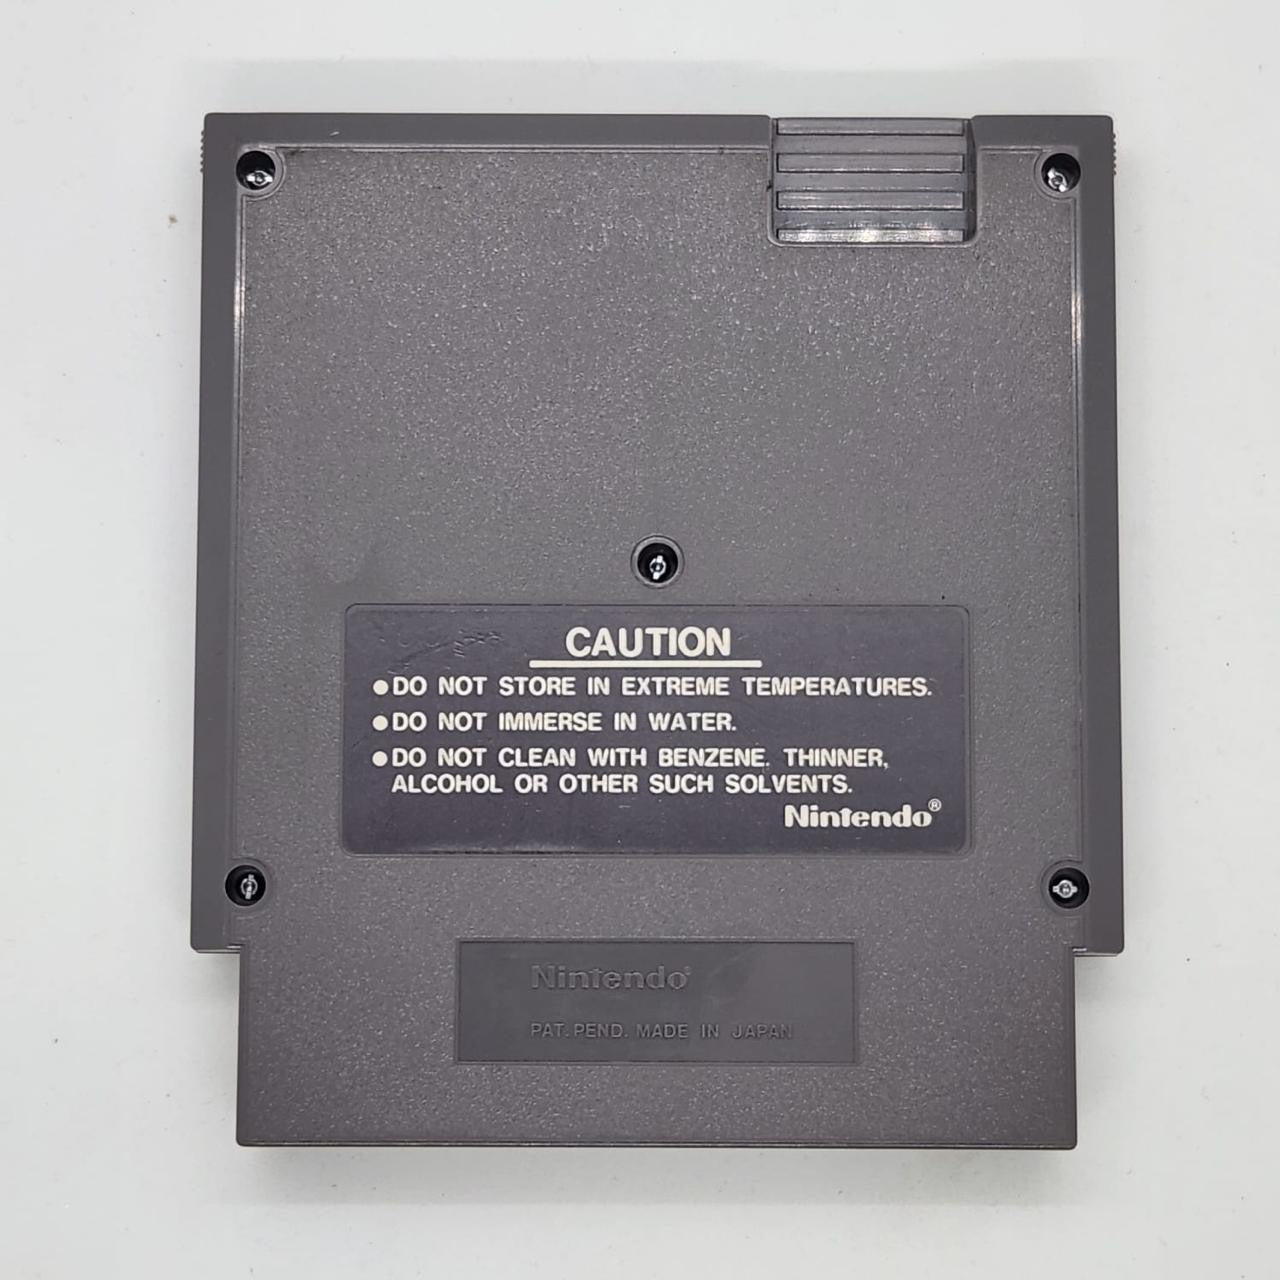 CAUTION
●DO NOT STORE IN EXTREME TEMPERATURES.
●DO NOT IMMERSE IN WATER.
●DO NOT CLEAN WITH BENZENE. THINNER,
ALCOHOL OR OTHER SUCH SOLVENTS.
Nintendo®
Nintendo®
PAT. PEND. MADE IN JAPAN